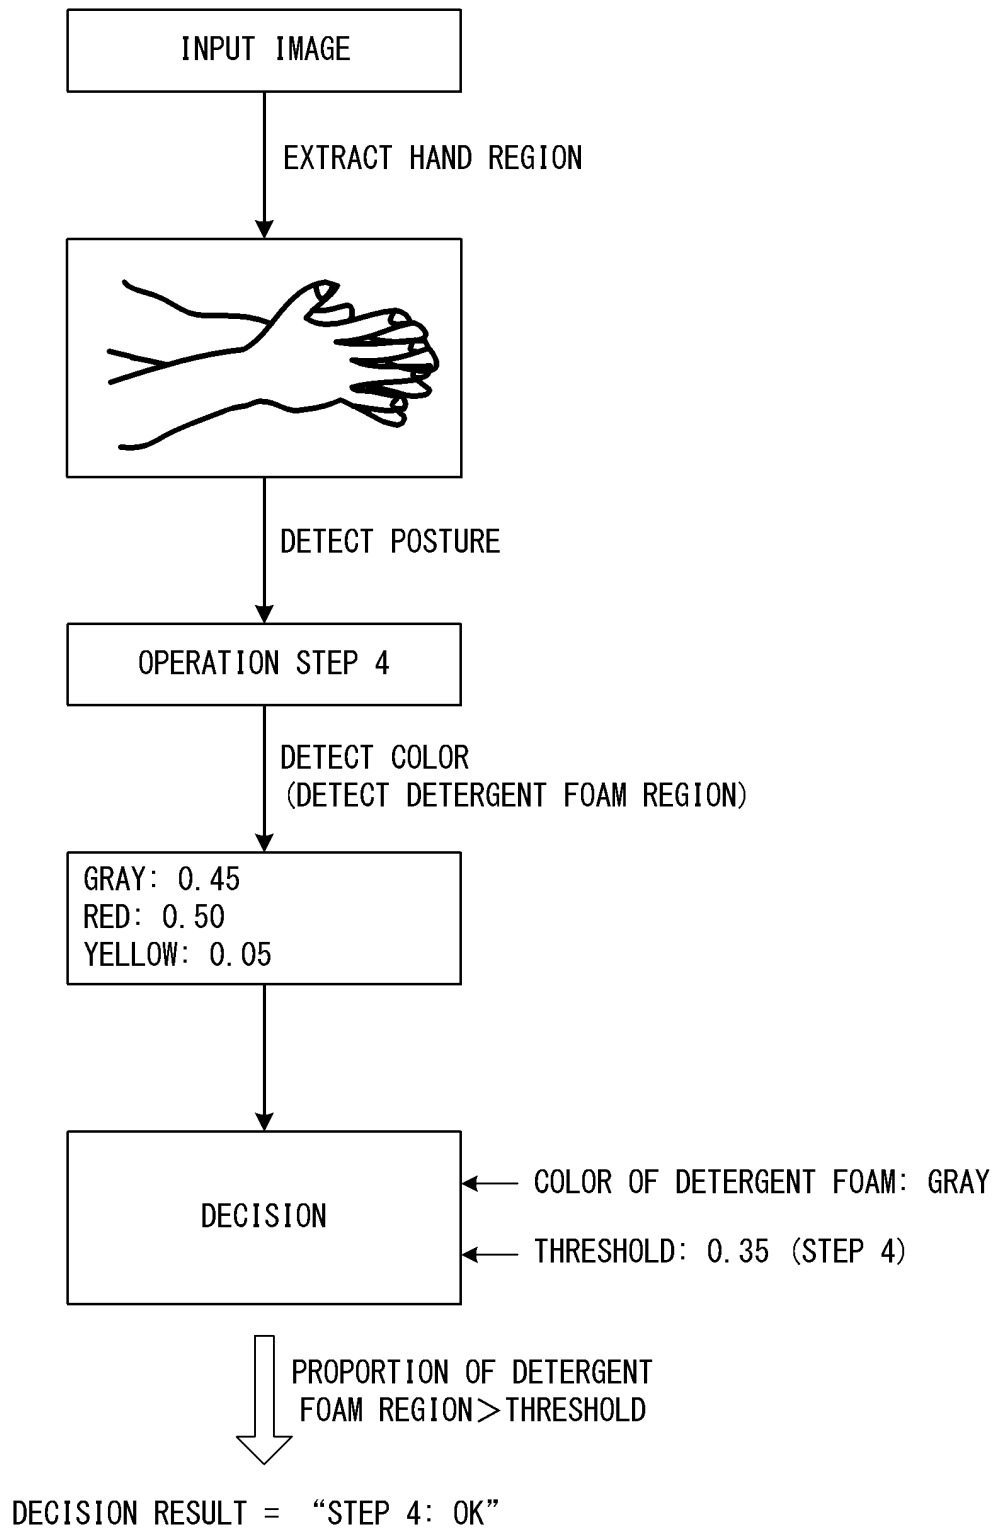 INPUT IMAGE
EXTRACT HAND REGION
DETECT POSTURE
OPERATION STEP 4
DETECT COLOR
(DETECT DETERGENT FOAM REGION)
GRAY: 0.45
RED: 0.50
YELLOW: 0.05
DECISION
COLOR OF DETERGENT FOAM: GRAY
THRESHOLD: 0.35 (STEP 4)
PROPORTION OF DETERGENT
FOAM REGION＞THRESHOLD
DECISION RESULT = “STEP 4: OK”